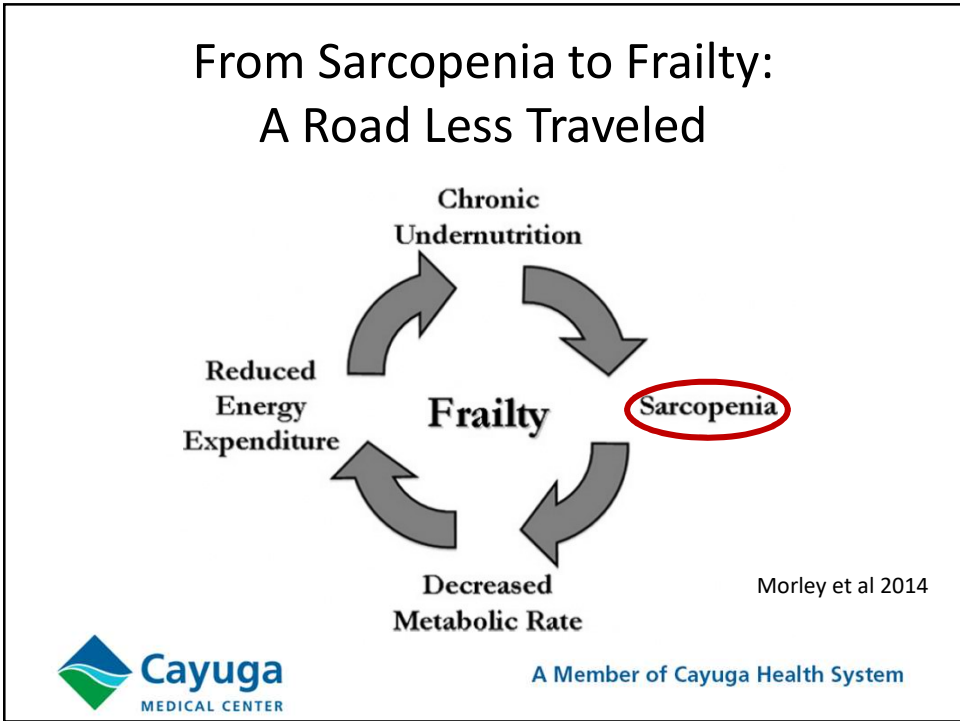 From Sarcopenia to Frailty:
A Road Less Traveled
Chronic
Undernutrition
Reduced
Energy
Expenditure
Frailty
Sarcopenia
Decreased
Metabolic Rate
Morley et al 2014
Cayuga
MEDICAL CENTER
A Member of Cayuga Health System